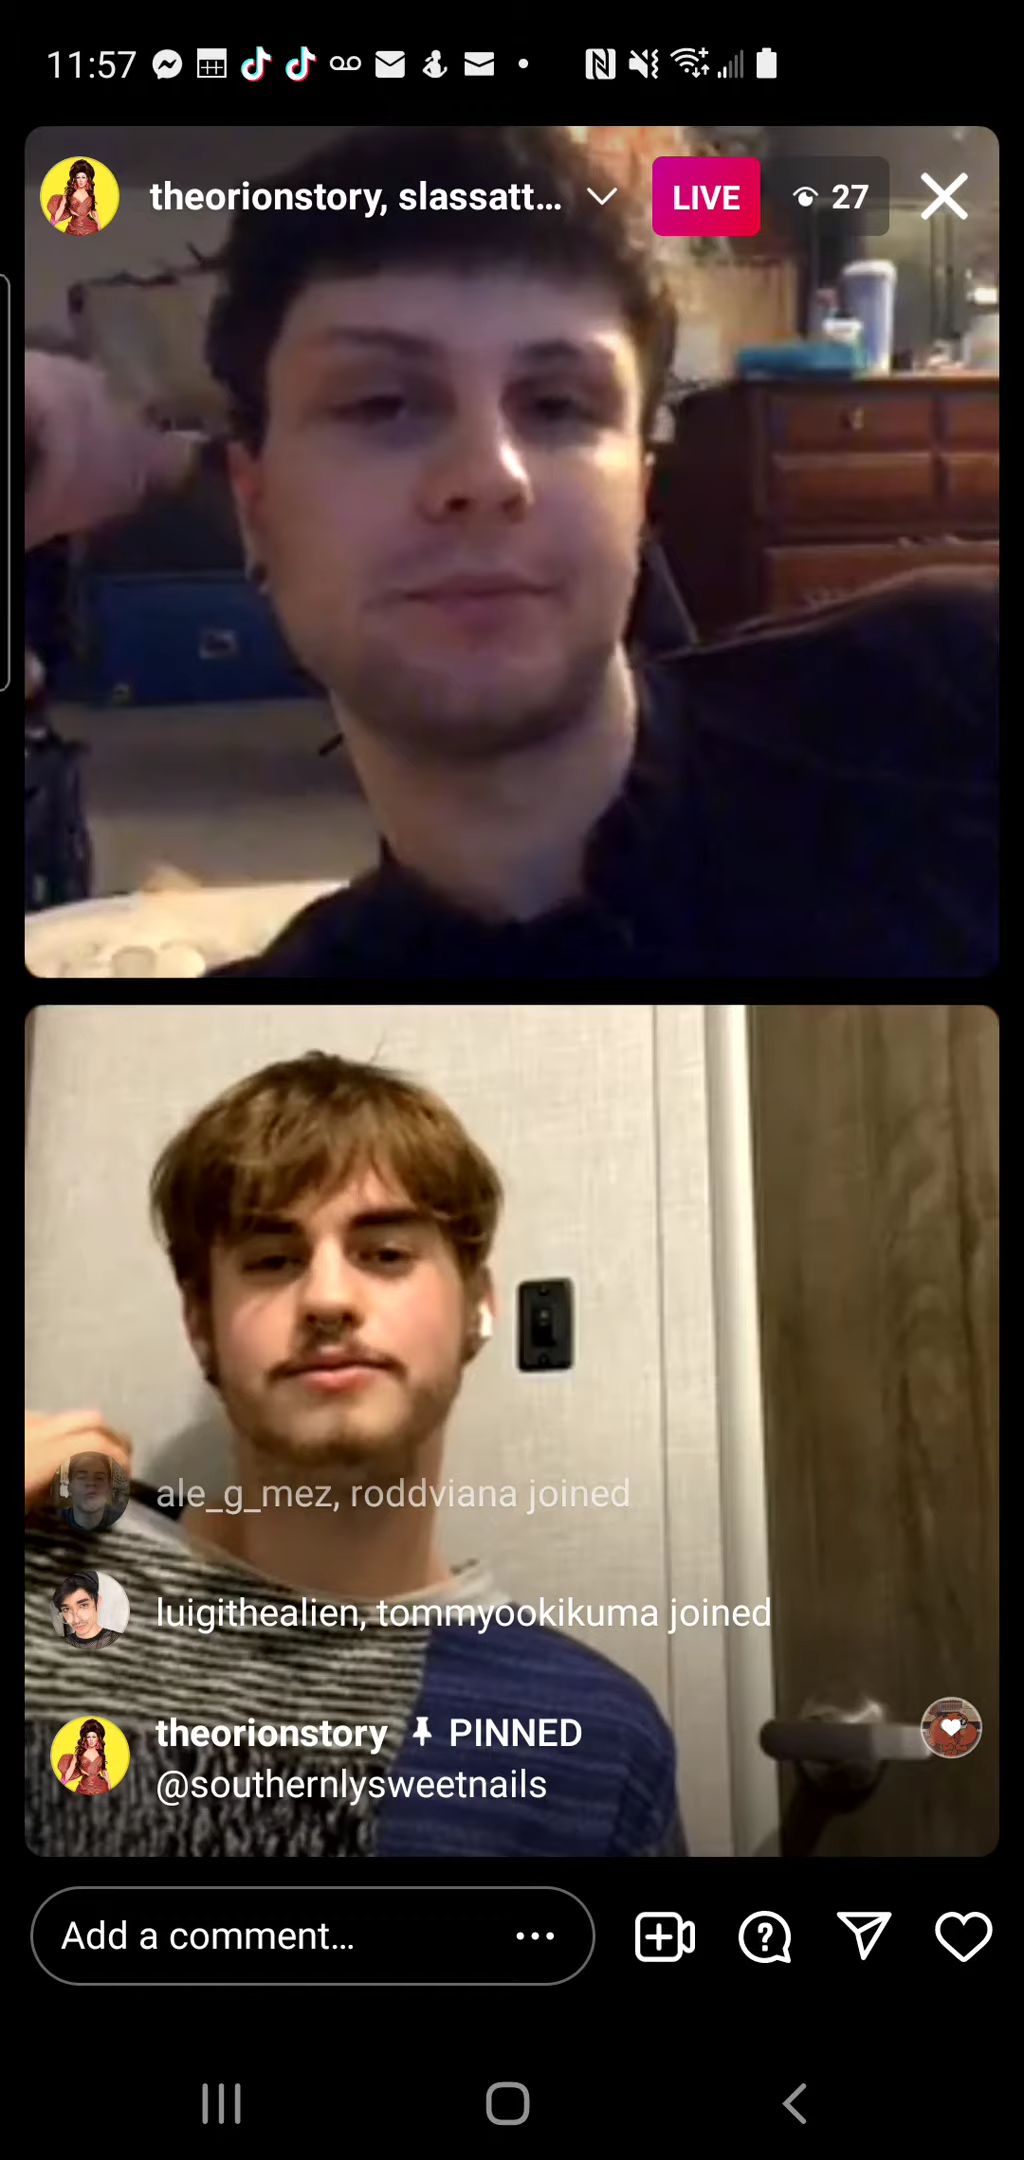 11:57
theorionstory, slassatt...
LIVE
27
ale_g_mez, roddviana joined
luigithealien, tommyookikuma joined
theorionstory PINNED
@southernlysweetnails
Add a comment...